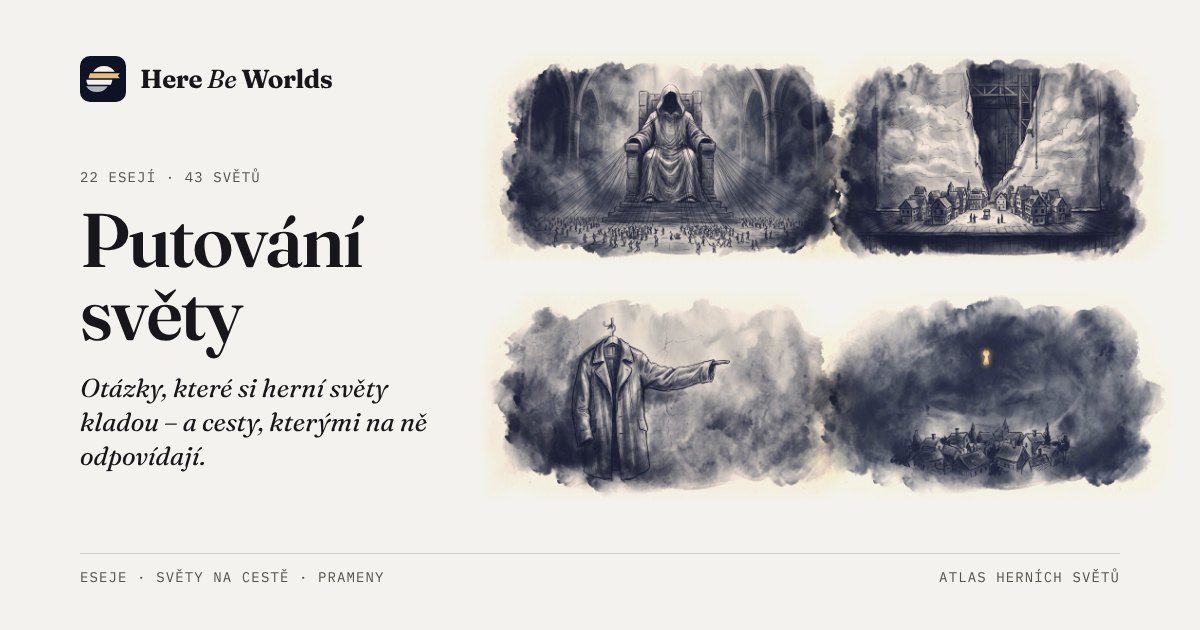 Here Be Worlds
22 ESEJÍ · 43 SVĚTŮ
Putování
světy
Otázky, které si herní světy
kladou – a cesty, kterými na ně
odpovídají.
ESEJE · SVĚTY NA CESTĚ · PRAMENY
ATLAS HERNÍCH SVĚTŮ